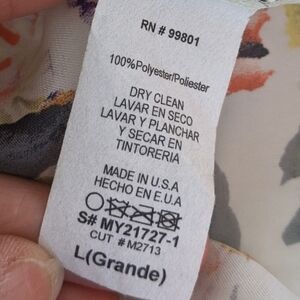 RN # 99801
100%Polyester/Poliester
DRY CLEAN
LAVAR EN SECO
LAVAR Y PLANCHAR
Y SECAR EN
TINTORERIA
MADE IN U.S.A
HECHO EN E.U.A
S# MY21727-1
CUT #M2713
L(Grande)